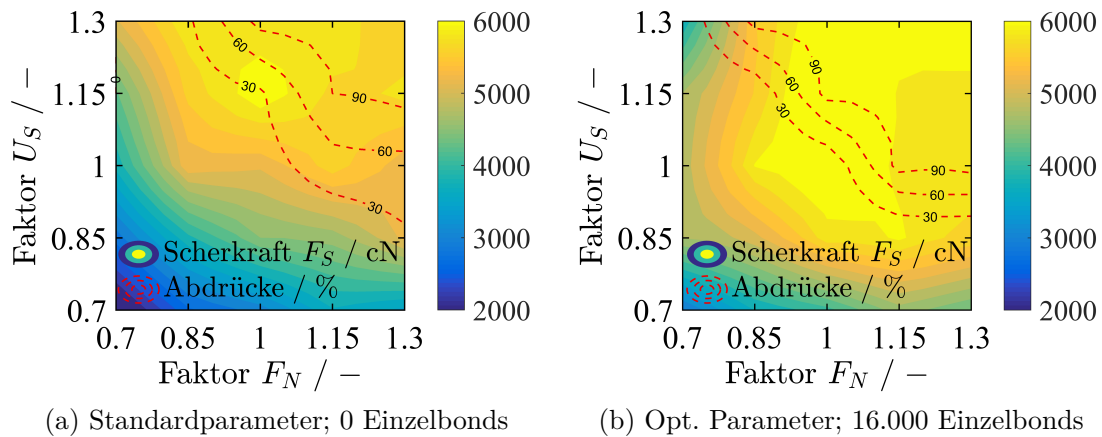 1.3
1.15
1
0.85
0.7
Faktor U_S / −
0
60
30
90
60
30
Scherkraft F_S / cN
Abdrücke / %
0.7 0.85 1 1.15 1.3
Faktor F_N / −
6000
5000
4000
3000
2000
(a) Standardparameter; 0 Einzelbonds
1.3
1.15
1
0.85
0.7
Faktor U_S / −
90
60
30
90
60
30
Scherkraft F_S / cN
Abdrücke / %
0.7 0.85 1 1.15 1.3
Faktor F_N / −
6000
5000
4000
3000
2000
(b) Opt. Parameter; 16.000 Einzelbonds